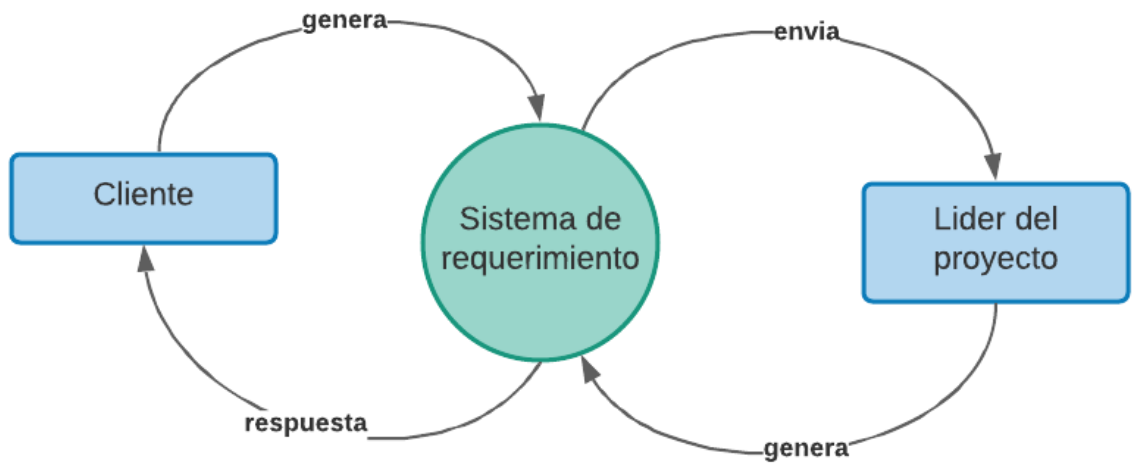 genera
envia
Cliente
Sistema de
requerimiento
Lider del
proyecto
respuesta
genera